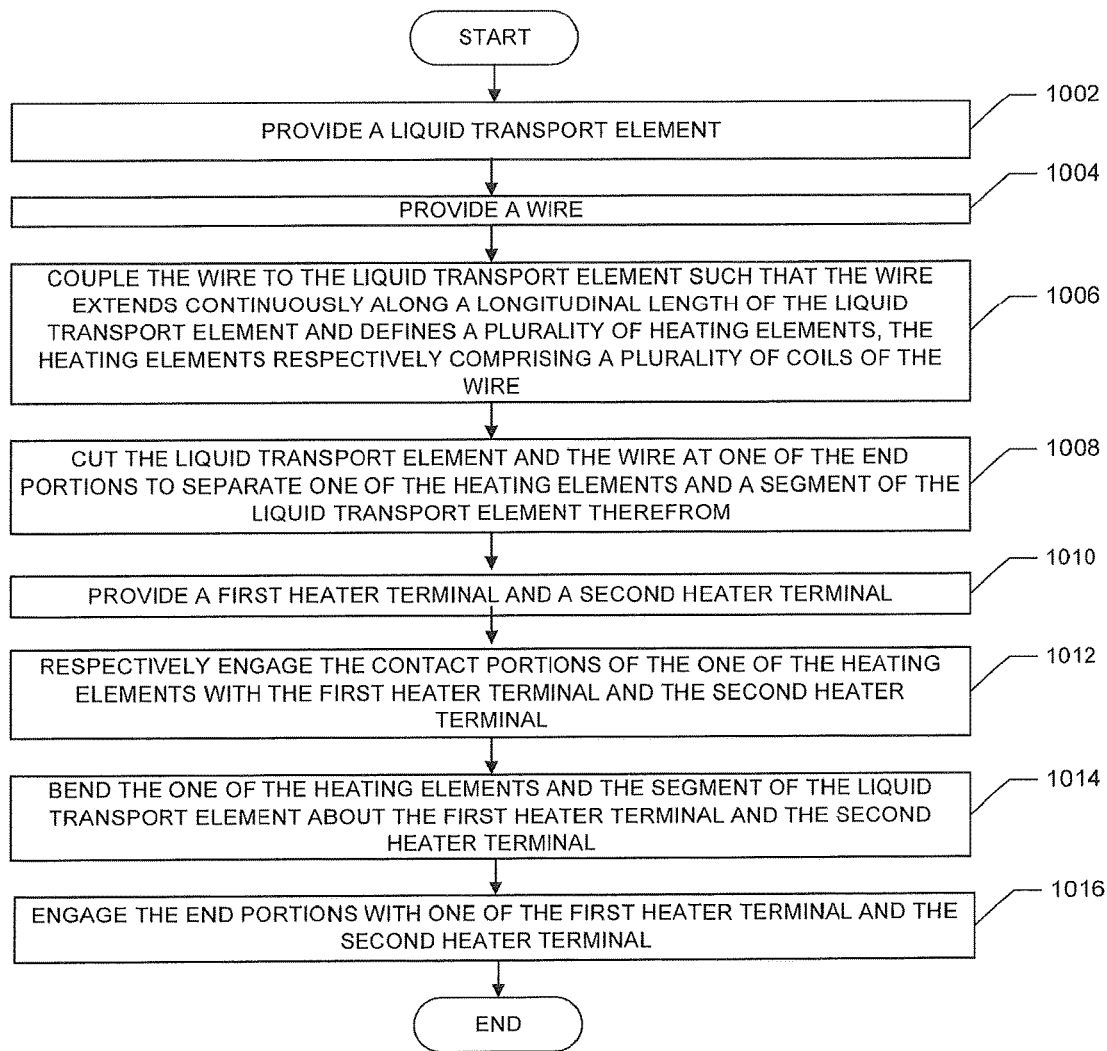 START
1002
PROVIDE A LIQUID TRANSPORT ELEMENT
1004
PROVIDE A WIRE
1006
COUPLE THE WIRE TO THE LIQUID TRANSPORT ELEMENT SUCH THAT THE WIRE
EXTENDS CONTINUOUSLY ALONG A LONGITUDINAL LENGTH OF THE LIQUID
TRANSPORT ELEMENT AND DEFINES A PLURALITY OF HEATING ELEMENTS, THE
HEATING ELEMENTS RESPECTIVELY COMPRISING A PLURALITY OF COILS OF THE
WIRE
1008
CUT THE LIQUID TRANSPORT ELEMENT AND THE WIRE AT ONE OF THE END
PORTIONS TO SEPARATE ONE OF THE HEATING ELEMENTS AND A SEGMENT OF THE
LIQUID TRANSPORT ELEMENT THEREFROM
1010
PROVIDE A FIRST HEATER TERMINAL AND A SECOND HEATER TERMINAL
1012
RESPECTIVELY ENGAGE THE CONTACT PORTIONS OF THE ONE OF THE HEATING
ELEMENTS WITH THE FIRST HEATER TERMINAL AND THE SECOND HEATER
TERMINAL
1014
BEND THE ONE OF THE HEATING ELEMENTS AND THE SEGMENT OF THE LIQUID
TRANSPORT ELEMENT ABOUT THE FIRST HEATER TERMINAL AND THE SECOND
HEATER TERMINAL
1016
ENGAGE THE END PORTIONS WITH ONE OF THE FIRST HEATER TERMINAL AND THE
SECOND HEATER TERMINAL
END